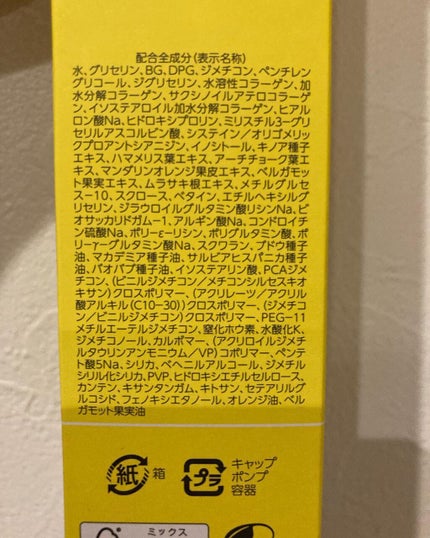 配合全成分(表示名称)
水、グリセリン、BG、DPG、ジメチコン、ペンチレン
グリコール、ジグリセリン、水溶性コラーゲン、加
水分解コラーゲン、サクシノイルアテロコラーゲ
ン、イソステアロイル加水分解コラーゲン、ヒアル
ロン酸Na、ヒドロキシプロリン、ミリスチル3-グリ
セリルアスコルビン酸、システイン/オリゴメリッ
クプロアントシアニジン、イノシトール、キノア種子
エキス、ハマメリス葉エキス、アーチチョーク葉エ
キス、マンダリンオレンジ果皮エキス、ベルガモッ
ト果実エキス、ムラサキ根エキス、メチルグルセ
ス-10、スクロース、ベタイン、エチルヘキシルグ
リセリン、ジラウロイルグルタミン酸リシンNa、ビ
オサッカリドガム-1、アルギン酸Na、コンドロイチ
ン硫酸Na、ポリ-ε-リシン、ポリグルタミン酸、ポ
リ-γ-グルタミン酸Na、スクワラン、ブドウ種子
油、マカデミア種子油、サルビアヒスパニカ種子
油、バオバブ種子油、イソステアリン酸、PCAジメ
チコン、(ビニルジメチコン/メチコンシルセスキオ
キサン)クロスポリマー、(アクリレーツ/アクリル
酸アルキル(C10-30))クロスポリマー、(ジメチコ
ン/ビニルジメチコン)クロスポリマー、PEG-11
メチルエーテルジメチコン、窒化ホウ素、水酸化K、
ジメチコノール、カルボマー、(アクリロイルジメチ
ルタウリンアンモニウム/VP)コポリマー、ペンテ
ト酸5Na、シリカ、ベヘニルアルコール、ジメチル
シリル化シリカ、PVP、ヒドロキシエチルセルロース、
カンテン、キサンタンガム、キトサン、セテアリルグ
ルコシド、フェノキシエタノール、オレンジ油、ベル
ガモット果実油
紙 箱
プラ キャップ
ポンプ
容器
ミックス